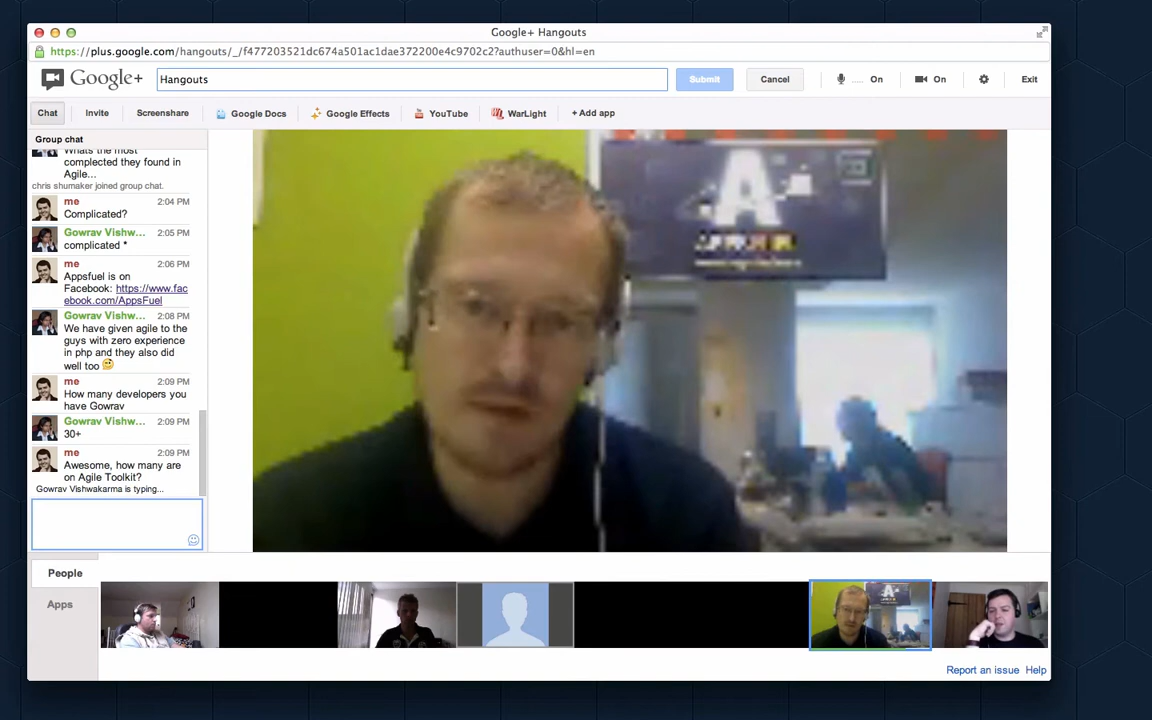 Google+ Hangouts
https://plus.google.com/hangouts/_/f477203521dc674a501ac1dae372200e4c9702c2?authuser=0&hl=en
Google+
Hangouts
Submit
Cancel
On
On
Exit
Chat
Invite
Screenshare
Google Docs
Google Effects
YouTube
WarLight
+ Add app
Group chat
Whats the most
complected they found in
Agile...
chris shumaker joined group chat.
me 2:04 PM
Complicated?
Gowrav Vishw... 2:05 PM
complicated *
me 2:06 PM
Appsfuel is on
Facebook: https://www.fac
ebook.com/AppsFuel
Gowrav Vishw... 2:08 PM
We have given agile to the
guys with zero experience
in php and they also did
well too
me 2:09 PM
How many developers you
have Gowrav
Gowrav Vishw... 2:09 PM
30+
me 2:09 PM
Awesome, how many are
on Agile Toolkit?
Gowrav Vishwakarma is typing...
A
People
Apps
Report an issue
Help